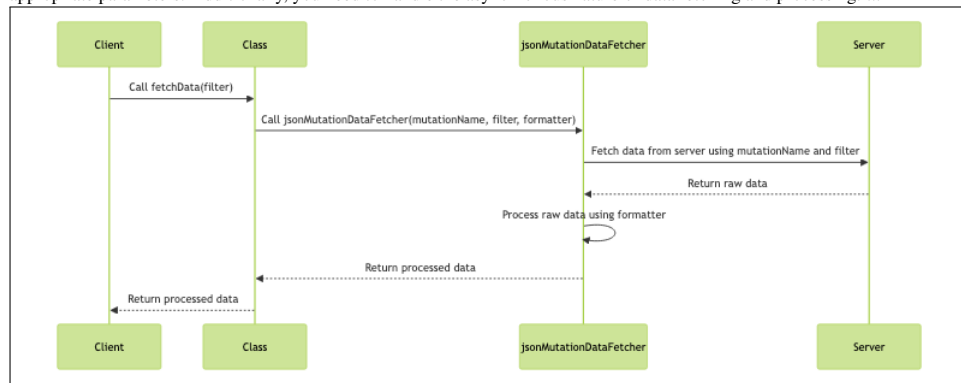 Client Class jsonMutationDataFetcher Server
Call fetchData(filter)
Call jsonMutationDataFetcher(mutationName, filter, formatter)
Fetch data from server using mutationName and filter
Return raw data
Process raw data using formatter
Return processed data
Return processed data
Client Class jsonMutationDataFetcher Server